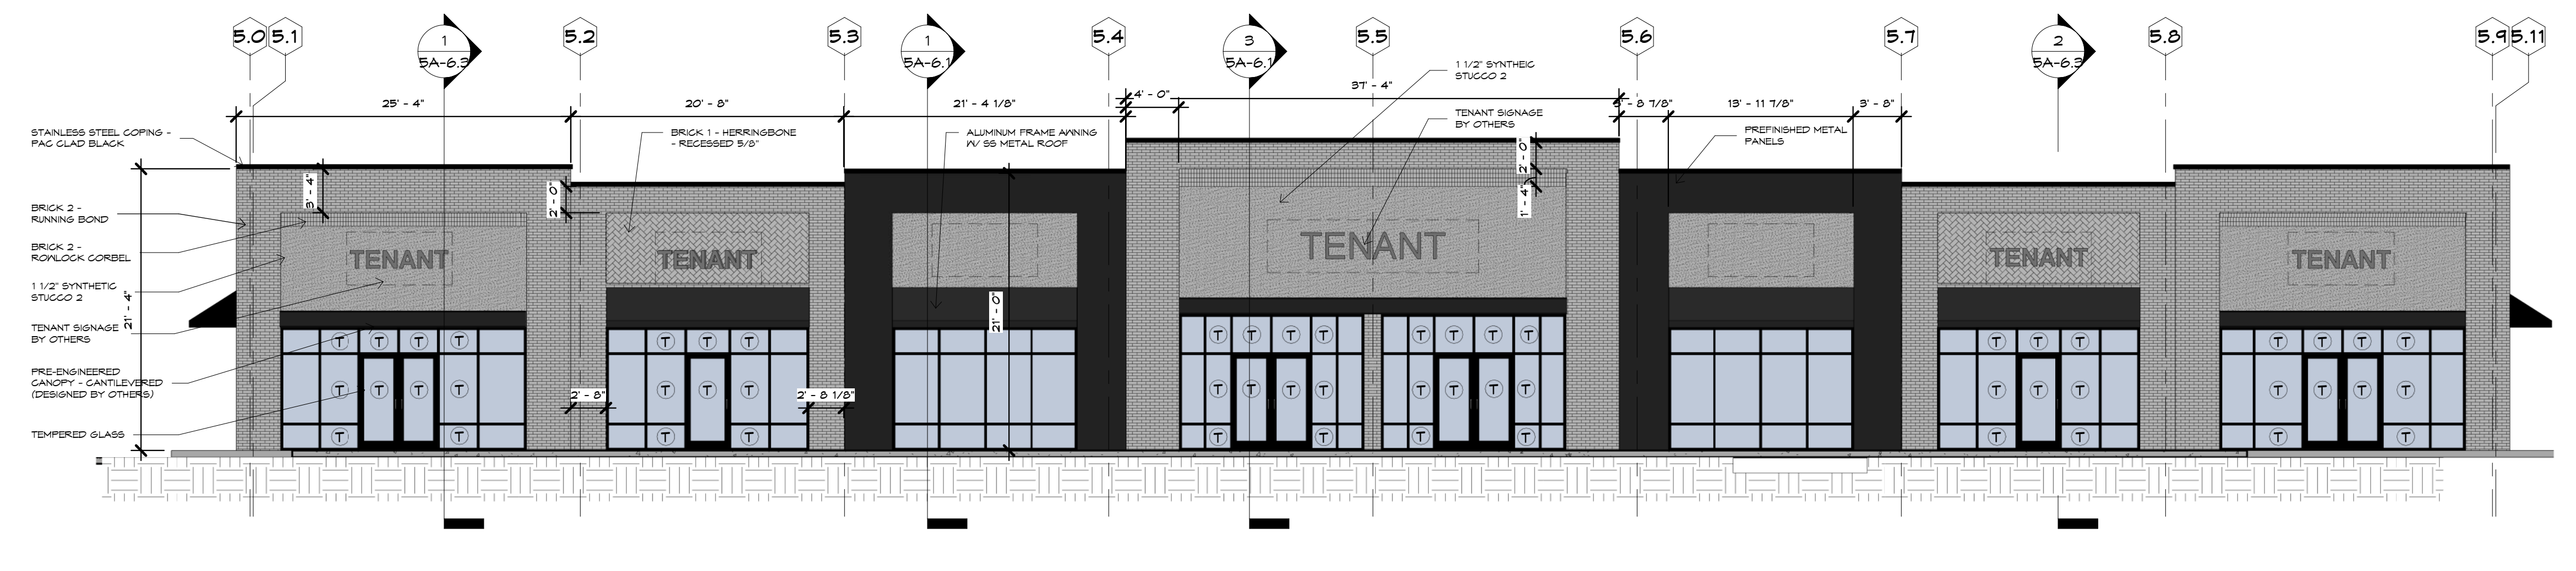 5.0
5.1
1
5A-6.3
5.2
5.3
1
5A-6.1
5.4
3
5A-6.1
5.5
5.6
5.7
2
5A-6.3
5.8
5.9
5.11
1 1/2" SYNTHEIC
STUCCO 2
25' - 4"
20' - 8"
21' - 4 1/8"
4' - 0"
37' - 4"
- 8 7/8"
13' - 11 7/8"
3' - 8"
STAINLESS STEEL COPING -
PAC CLAD BLACK
BRICK 1 - HERRINGBONE
- RECESSED 5/8"
ALUMINUM FRAME AWNING
W/ SS METAL ROOF
TENANT SIGNAGE
BY OTHERS
PREFINISHED METAL
PANELS
3' - 4"
2' - 0"
2' - 0"
1' - 4"
BRICK 2 -
RUNNING BOND
BRICK 2 -
ROWLOCK CORBEL
1 1/2" SYNTHETIC
STUCCO 2
21' - 4"
21' - 0"
TENANT
TENANT
TENANT
TENANT
TENANT
TENANT SIGNAGE
BY OTHERS
PRE-ENGINEERED
CANOPY - CANTILEVERED
(DESIGNED BY OTHERS)
TEMPERED GLASS
2' - 8"
2' - 8 1/8"
T T T T
T T T
T T T T
T T T T
T T T
T T T T
T T T T
T T T
T T T T
T T T T
T T T
T T T T
T T
T T
T T
T T
T T
T T